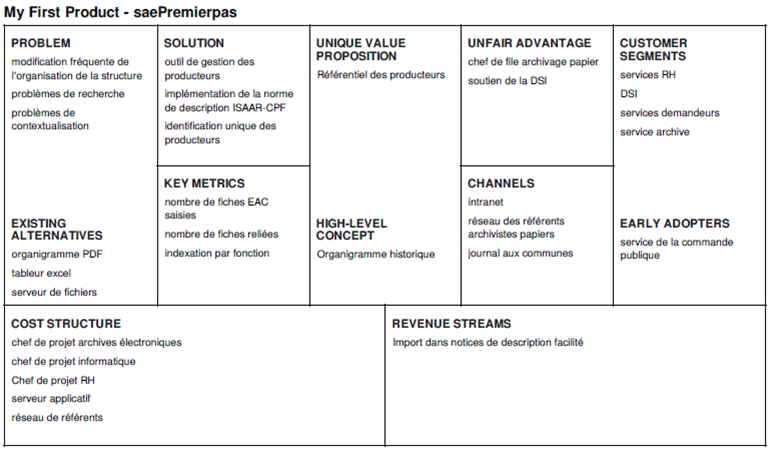 My First Product - saePremierpas
PROBLEM
modification fréquente de
l'organisation de la structure
problèmes de recherche
problèmes de
contextualisation
EXISTING
ALTERNATIVES
organigramme PDF
tableur excel
serveur de fichiers
SOLUTION
outil de gestion des
producteurs
implémentation de la norme
de description ISAAR-CPF
identification unique des
producteurs
KEY METRICS
nombre de fiches EAC
saisies
nombre de fiches reliées
indexation par fonction
UNIQUE VALUE
PROPOSITION
Référentiel des producteurs
HIGH-LEVEL
CONCEPT
Organigramme historique
UNFAIR ADVANTAGE
chef de file archivage papier
soutien de la DSI
CHANNELS
intranet
réseau des référents
archivistes papiers
journal aux communes
CUSTOMER
SEGMENTS
services RH
DSI
services demandeurs
service archive
EARLY ADOPTERS
service de la commande
publique
COST STRUCTURE
chef de projet archives électroniques
chef de projet informatique
Chef de projet RH
serveur applicatif
réseau de référents
REVENUE STREAMS
Import dans notices de description facilité